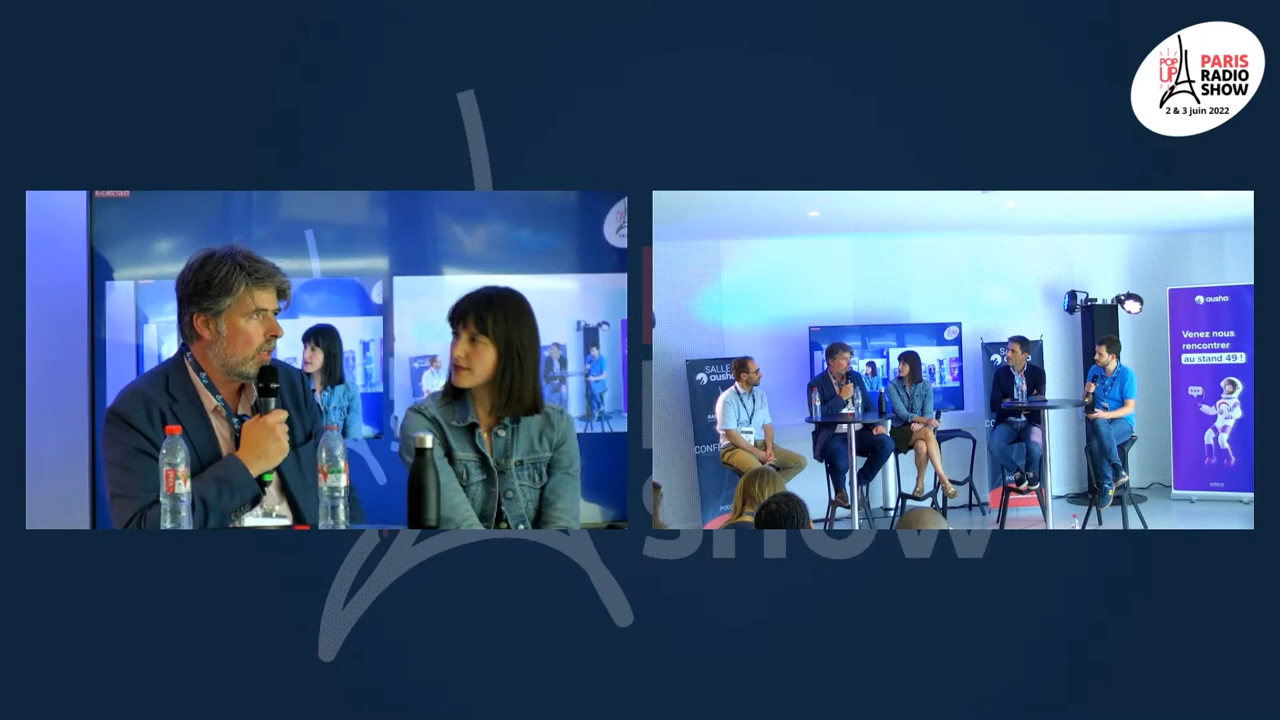 POP
UP
PARIS
RADIO
SHOW
2 & 3 juin 2022
SALLE
ausha
CONF
ausha
Venez nous
rencontrer
au stand 49 !
Show